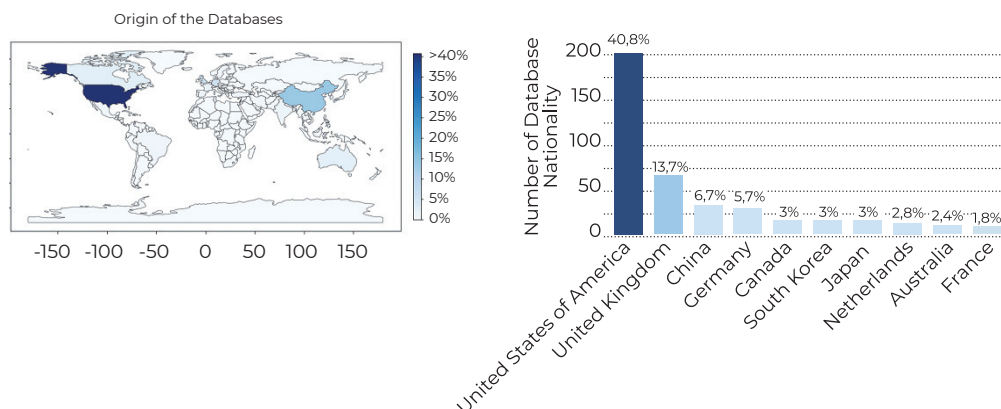 Origin of the Databases
>40%
35%
30%
25%
20%
15%
10%
5%
0%
-150 -100 -50 0 50 100 150
Number of Database
Nationality
200
150
100
50
0
40,8%
13,7%
6,7%
5,7%
3%
3%
3%
2,8%
2,4%
1,8%
United States of America
United Kingdom
China
Germany
Canada
South Korea
Japan
Netherlands
Australia
France